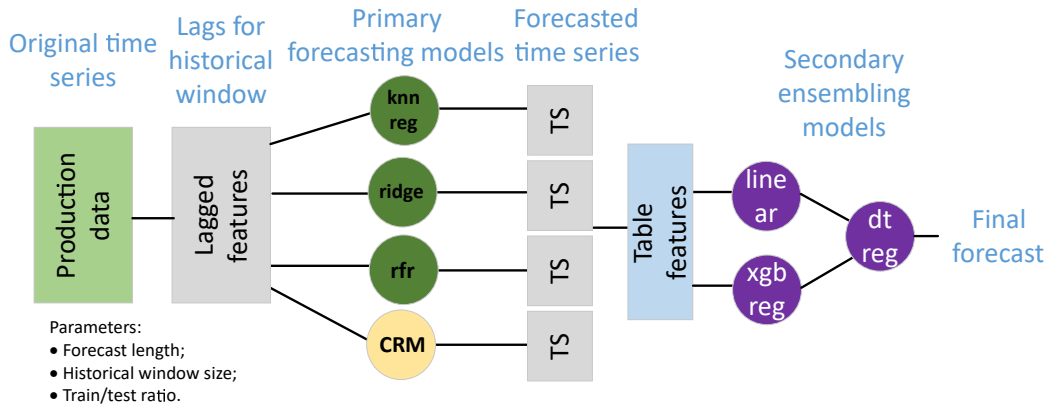 Original time
series
Lags for
historical
window
Primary
forecasting models
Forecasted
time series
Secondary
ensembling
models
Production
data
Lagged
features
knn
reg
ridge
rfr
CRM
TS
TS
TS
TS
Table
features
line
ar
xgb
reg
dt
reg
Final
forecast
Parameters:
• Forecast length;
• Historical window size;
• Train/test ratio.